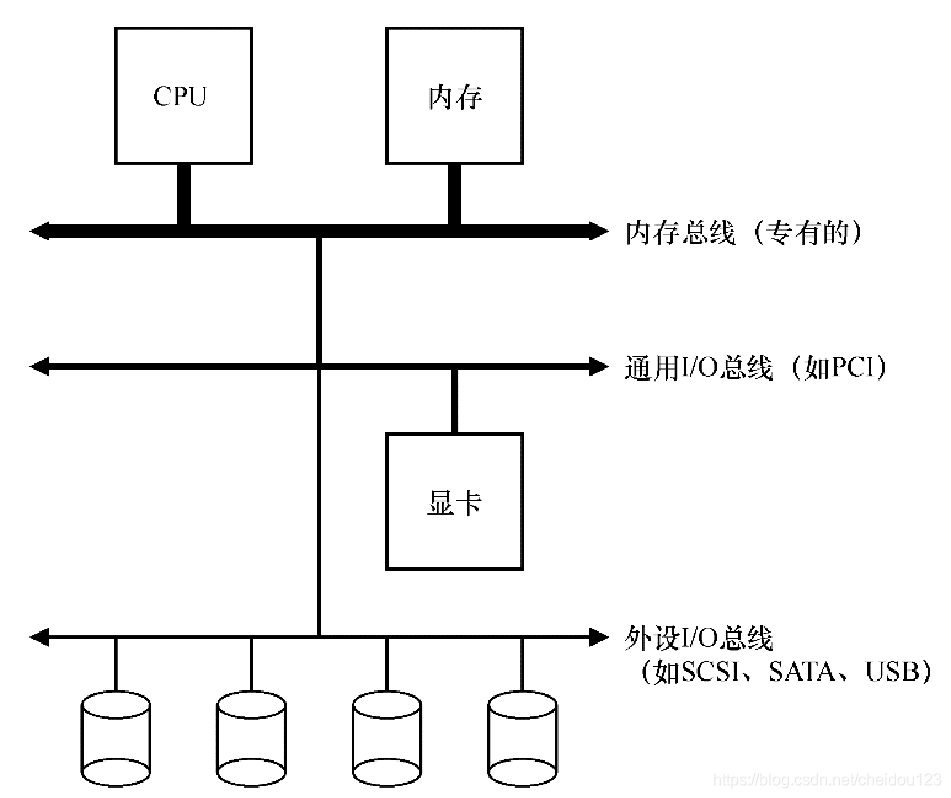 CPU
内存
内存总线（专有的）
通用I/O总线（如PCI）
显卡
外设I/O总线
（如SCSI、SATA、USB）
https://blog.csdn.net/cheidou123